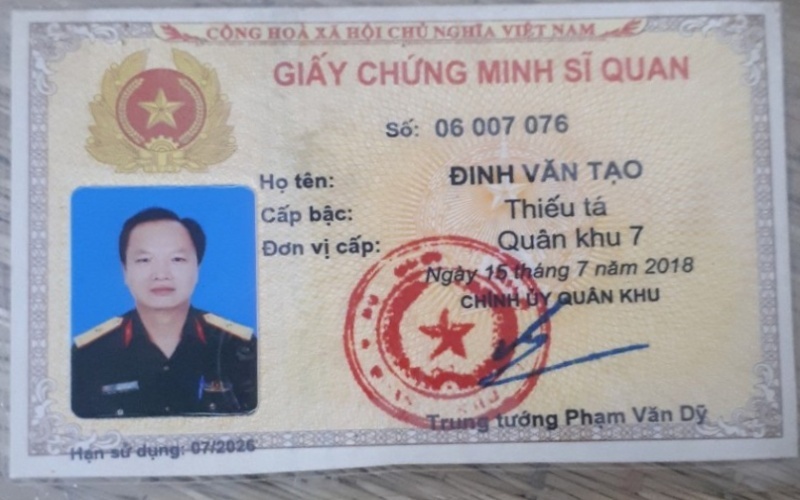 CỘNG HOÀ XÃ HỘI CHỦ NGHĨA VIỆT NAM
GIẤY CHỨNG MINH SĨ QUAN
Số: 06 007 076
Họ tên: ĐINH VĂN TẠO
Cấp bậc: Thiếu tá
Đơn vị cấp: Quân khu 7
Ngày 15 tháng 7 năm 2018
CHÍNH ỦY QUÂN KHU
Trung tướng Phạm Văn Dỹ
Hạn sử dụng: 07/2026